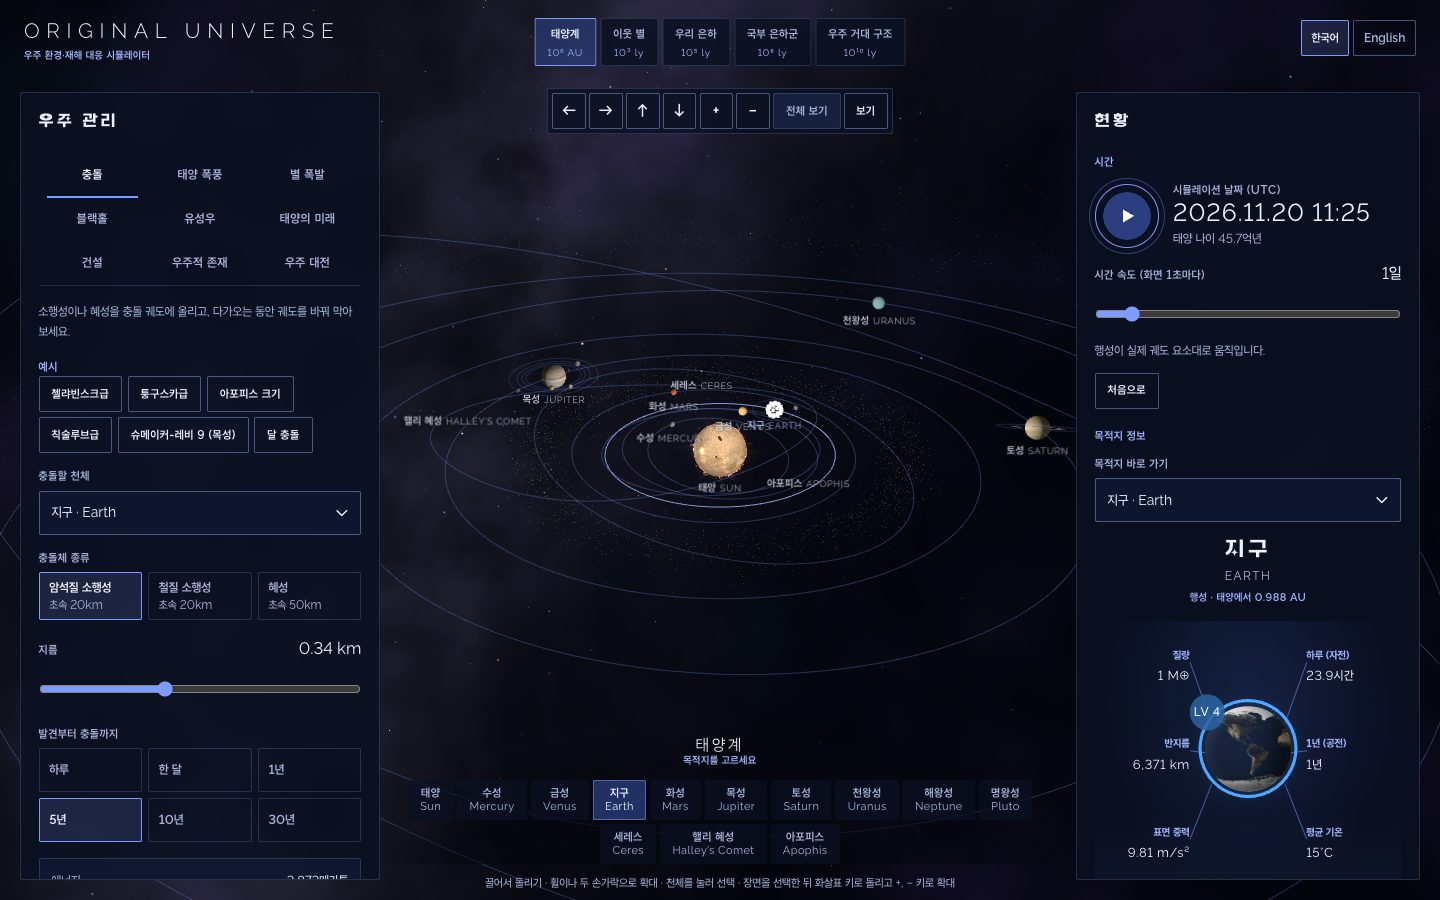 ORIGINAL UNIVERSE
우주 환경·재해 대응 시뮬레이터
태양계
10⁰ AU
이웃 별
10³ ly
우리 은하
10⁵ ly
국부 은하군
10⁶ ly
우주 거대 구조
10¹⁰ ly
한국어
English
← → ↑ ↓ + − 전체 보기 보기
우주 관리
충돌 태양 폭풍 별 폭발
블랙홀 유성우 태양의 미래
건설 우주적 존재 우주 대전
소행성이나 혜성을 충돌 궤도에 올리고, 다가오는 동안 궤도를 바꿔 막아
보세요.
예시
첼랴빈스크급 퉁구스카급 아포피스 크기
칙술루브급 슈메이커-레비 9 (목성) 달 충돌
충돌할 천체
지구 · Earth
충돌체 종류
암석질 소행성
초속 20km
철질 소행성
초속 20km
혜성
초속 50km
지름 0.34 km
발견부터 충돌까지
하루 한 달 1년
5년 10년 30년
천왕성 URANUS
목성 JUPITER
세레스 CERES
화성 MARS
핼리 혜성 HALLEY'S COMET
지구 EARTH
수성 MERCURY
토성 SATURN
태양 SUN
아포피스 APOPHIS
태양계
목적지를 고르세요
태양
Sun
수성
Mercury
금성
Venus
지구
Earth
화성
Mars
목성
Jupiter
토성
Saturn
천왕성
Uranus
해왕성
Neptune
명왕성
Pluto
세레스
Ceres
핼리 혜성
Halley's Comet
아포피스
Apophis
끌어서 돌리기 · 휠이나 두 손가락으로 확대 · 천체를 눌러 선택 · 장면을 선택한 뒤 화살표 키로 돌리고 +, − 키로 확대
현황
시간
시뮬레이션 날짜 (UTC)
2026.11.20 11:25
태양 나이 45.7억년
시간 속도 (화면 1초마다) 1일
행성이 실제 궤도 요소대로 움직입니다.
처음으로
목적지 정보
목적지 바로 가기
지구 · Earth
지구
EARTH
행성 · 태양에서 0.988 AU
질량
1 M⊕
하루 (자전)
23.9시간
LV 4
반지름
6,371 km
1년 (공전)
1년
표면 중력
9.81 m/s²
평균 기온
15°C